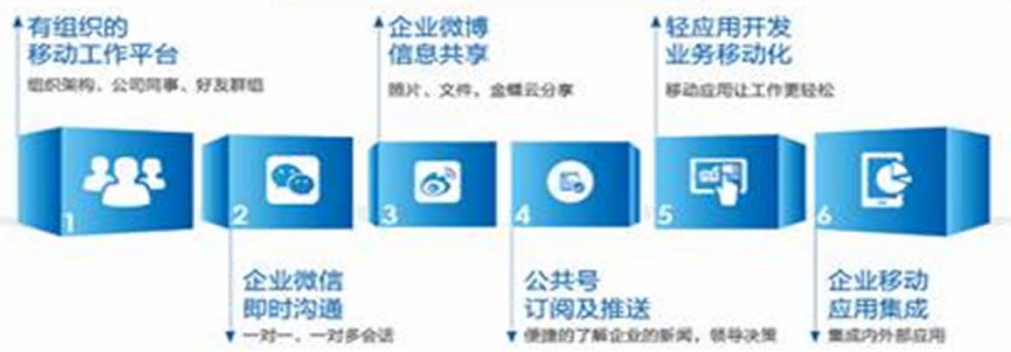 有组织的
移动工作平台
组织架构、公司同事、好友群组
企业微博
信息共享
照片、文件、金蝶云分享
轻应用开发
业务移动化
移动应用让工作更轻松
1
2
3
4
5
6
企业微信
即时沟通
一对一、一对多会话
公共号
订阅及推送
便捷的了解企业的新闻，领导决策
企业移动
应用集成
集成内外部应用